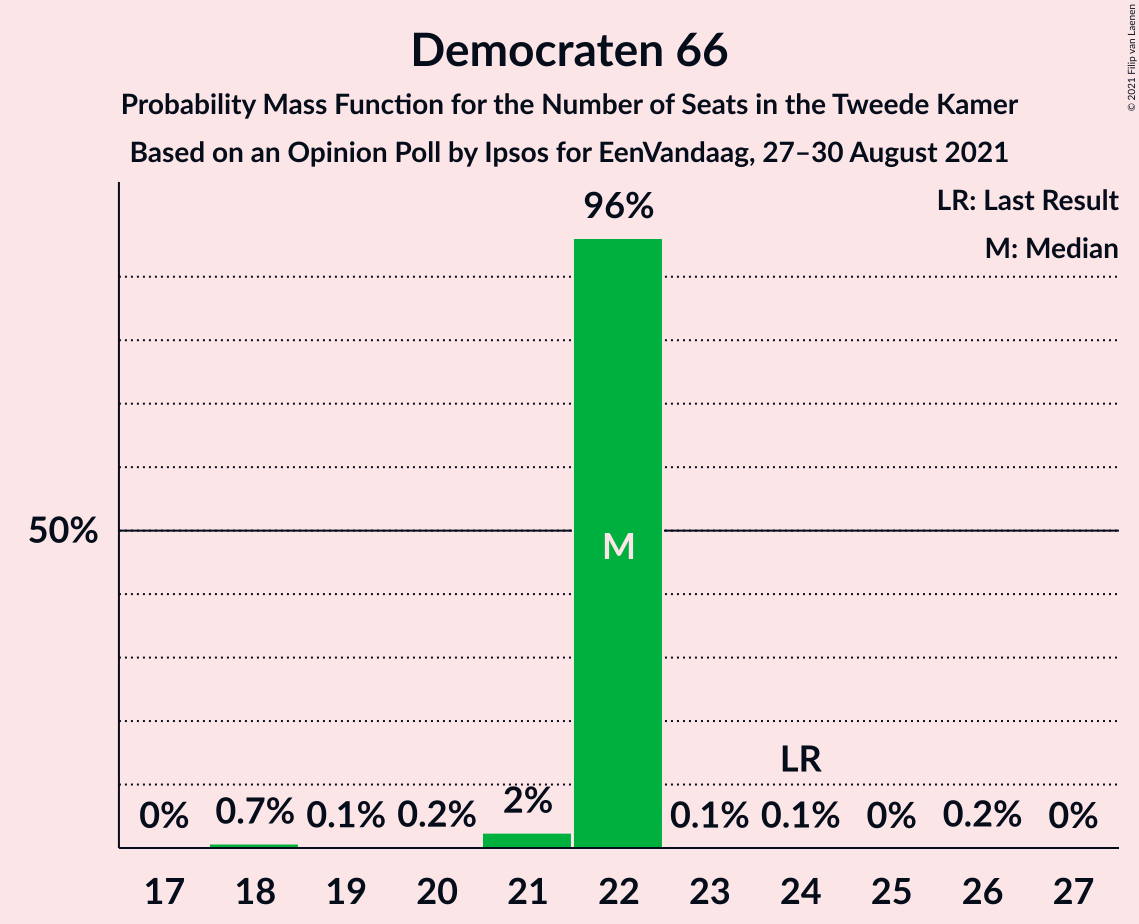 Democraten 66
Probability Mass Function for the Number of Seats in the Tweede Kamer
Based on an Opinion Poll by Ipsos for EenVandaag, 27–30 August 2021
© 2021 Filip van Laenen
LR: Last Result
M: Median
96%
50%
M
LR
0% 0.7% 0.1% 0.2% 2% 0.1% 0.1% 0% 0.2% 0%
17 18 19 20 21 22 23 24 25 26 27